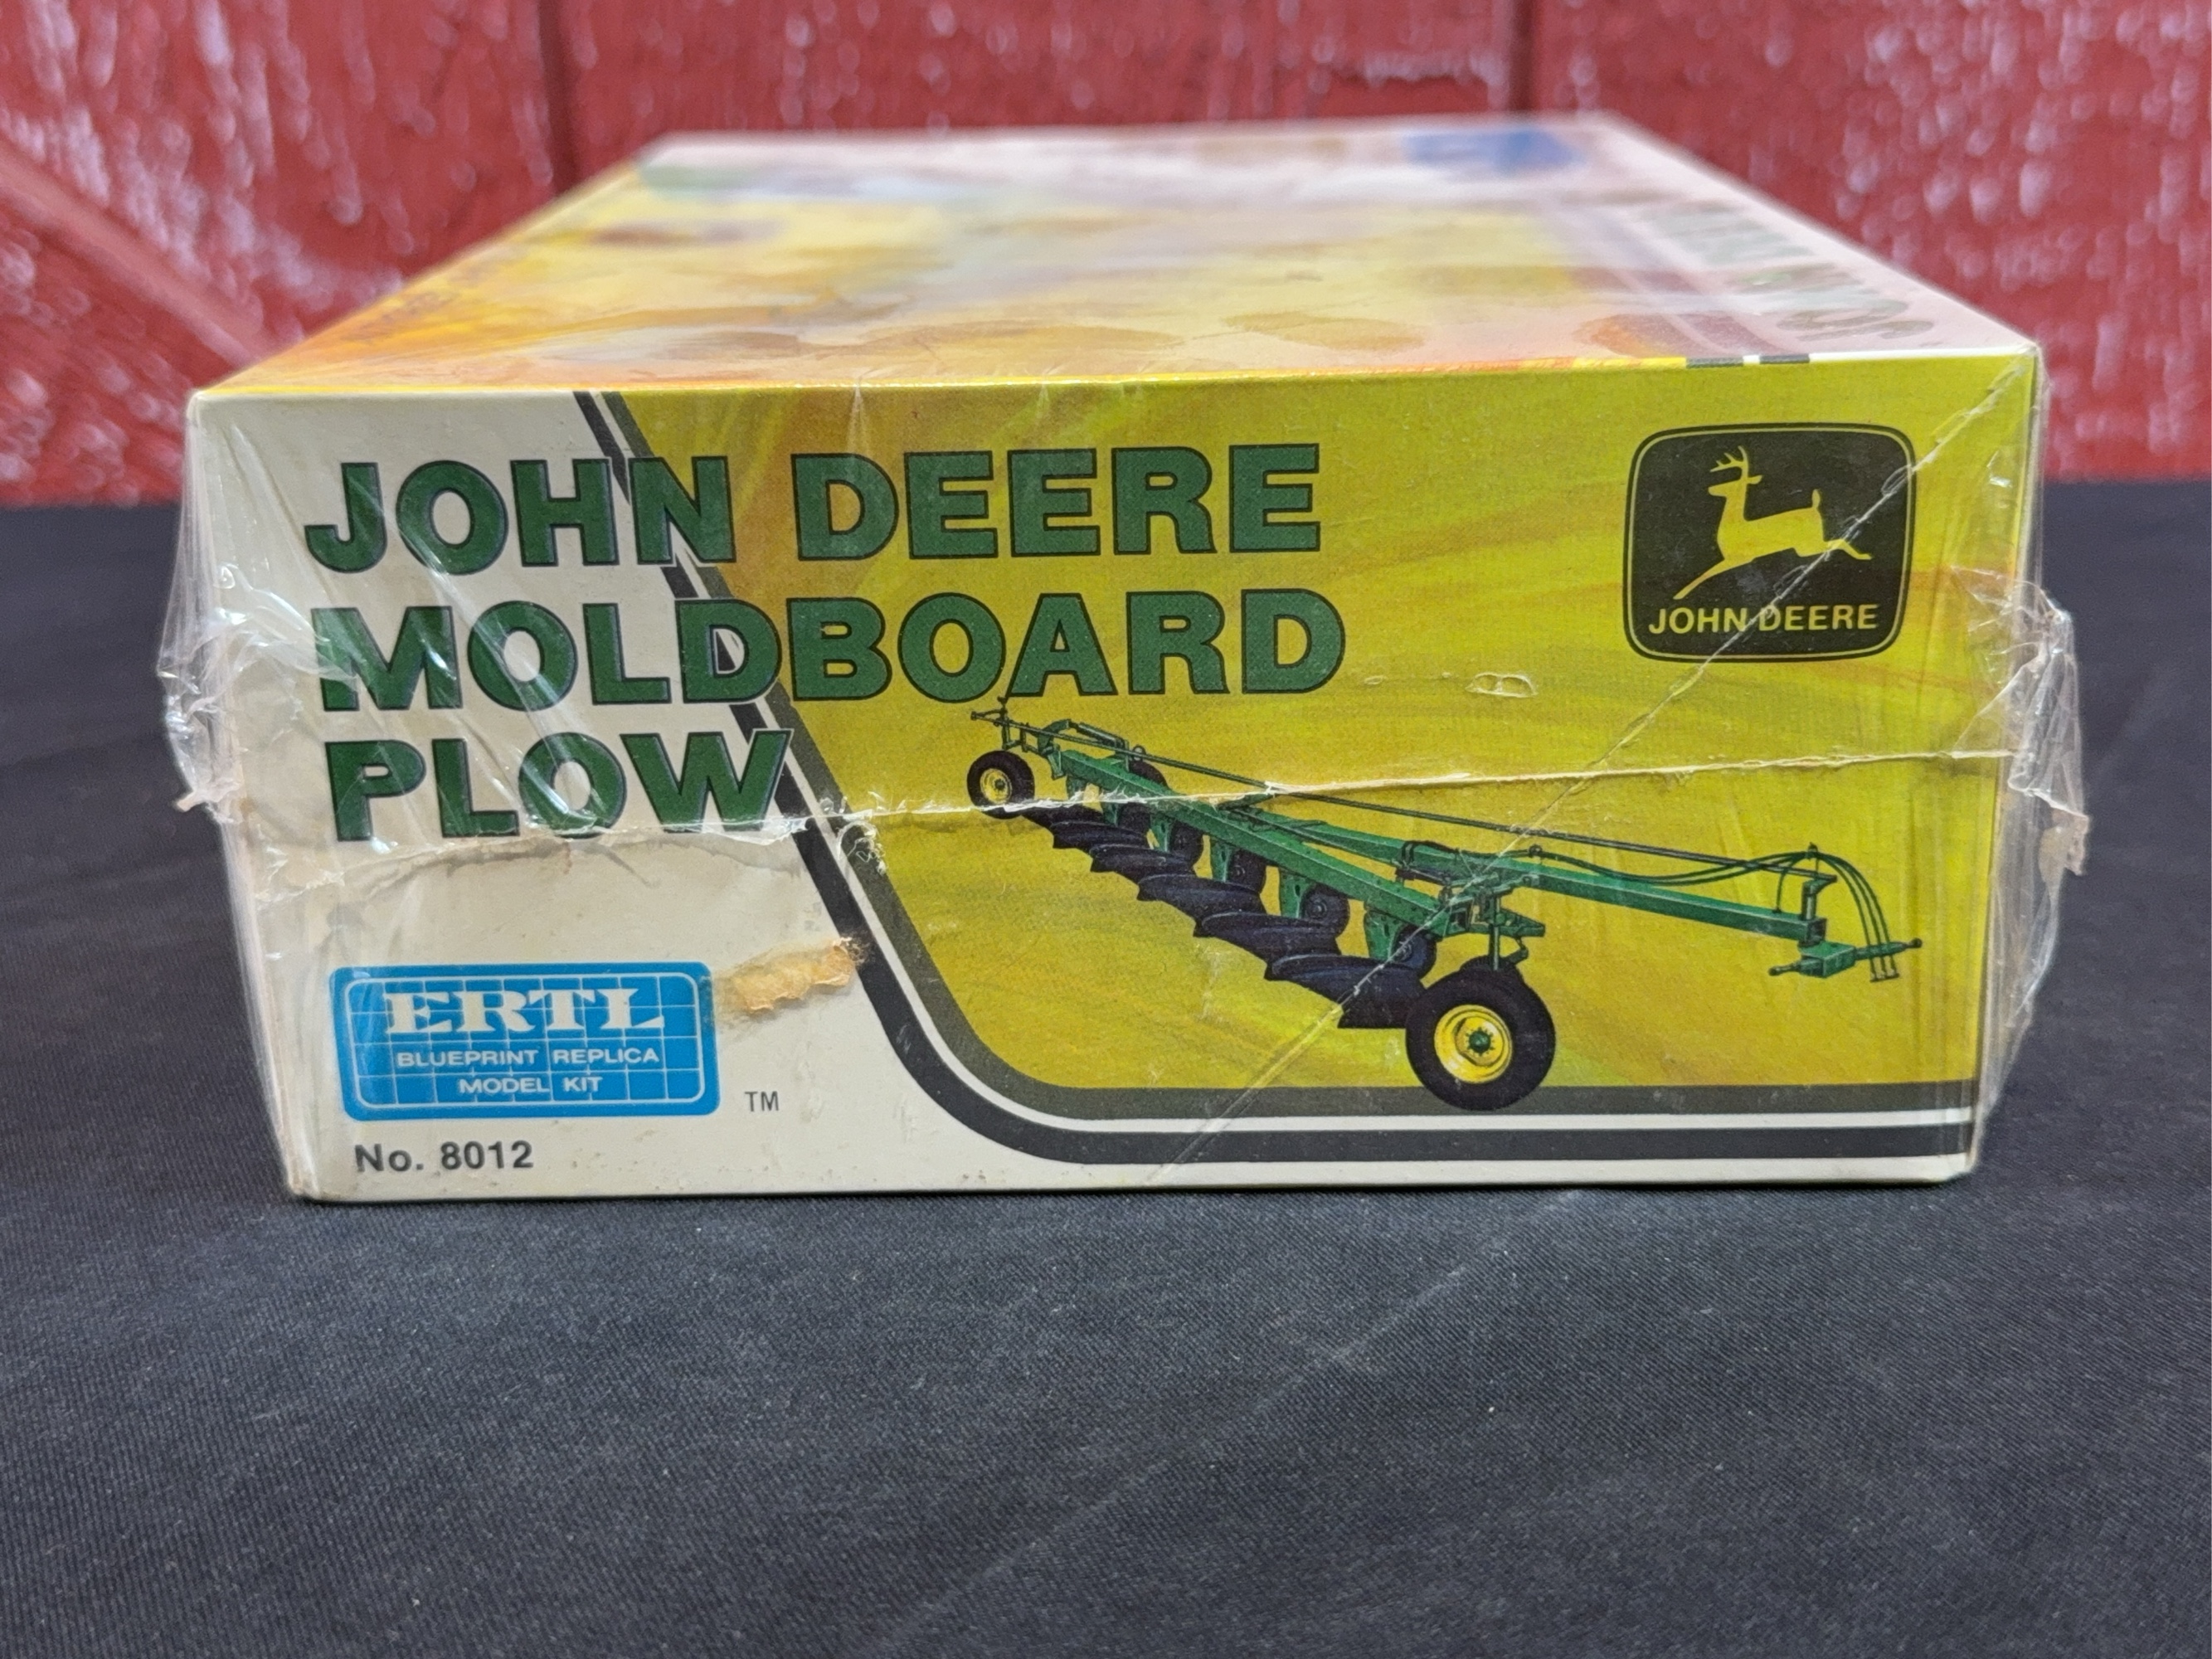 JOHN DEERE
MOLDBOARD
PLOW
JOHN DEERE
ERTL
BLUEPRINT REPLICA
MODEL KIT
TM
No. 8012